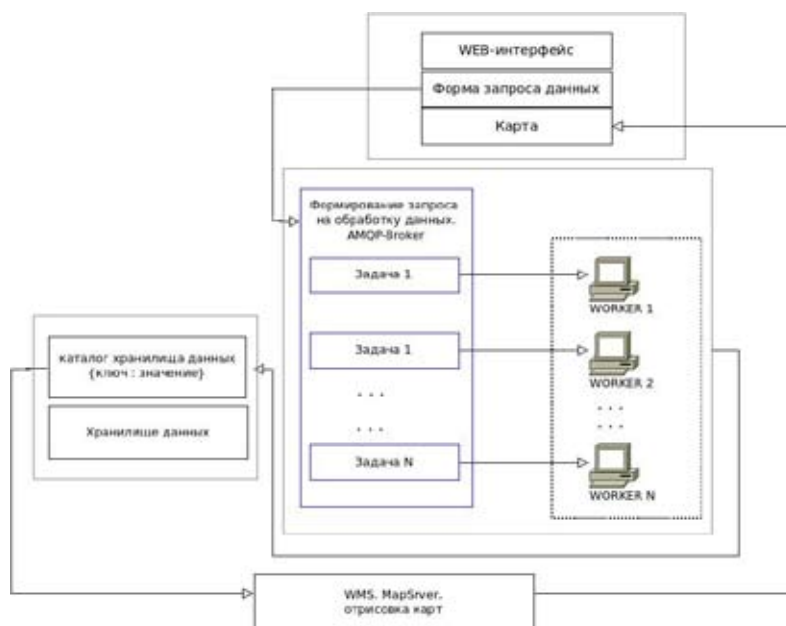 WEB-интерфейс
Форма запроса данных
Карта
Формирование запроса
на обработку данных.
AMQP-Broker
Задача 1
WORKER 1
Задача 1
WORKER 2
. . .
. . .
. . .
. . .
Задача N
WORKER N
каталог хранилища данных
{ключ : значение}
Хранилище данных
WMS. MapSrver.
отрисовка карт